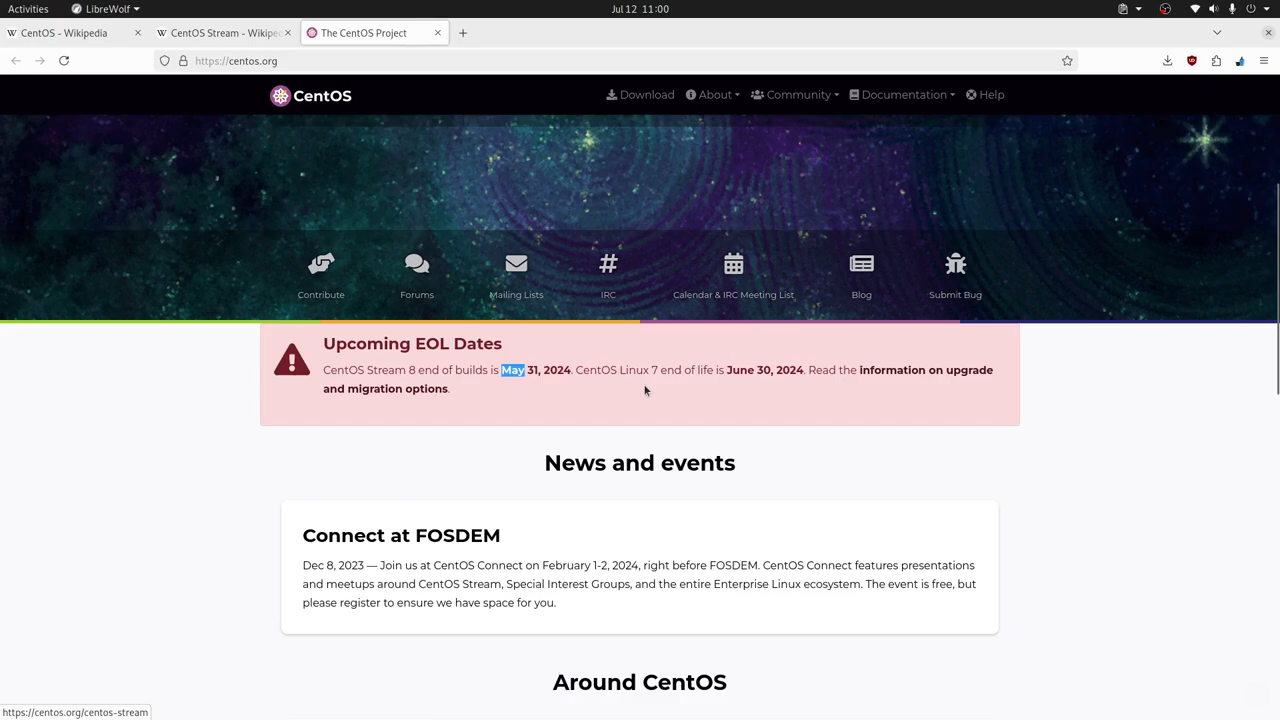 Activities
LibreWolf
Jul 12 11:00
CentOS - Wikipedia
CentOS Stream - Wikipe
The CentOS Project
https://centos.org
CentOS
Download
About
Community
Documentation
Help
Contribute
Forums
Mailing Lists
IRC
Calendar & IRC Meeting List
Blog
Submit Bug
Upcoming EOL Dates
CentOS Stream 8 end of builds is May 31, 2024. CentOS Linux 7 end of life is June 30, 2024. Read the information on upgrade
and migration options.
News and events
Connect at FOSDEM
Dec 8, 2023 — Join us at CentOS Connect on February 1-2, 2024, right before FOSDEM. CentOS Connect features presentations
and meetups around CentOS Stream, Special Interest Groups, and the entire Enterprise Linux ecosystem. The event is free, but
please register to ensure we have space for you.
Around CentOS
https://centos.org/centos-stream